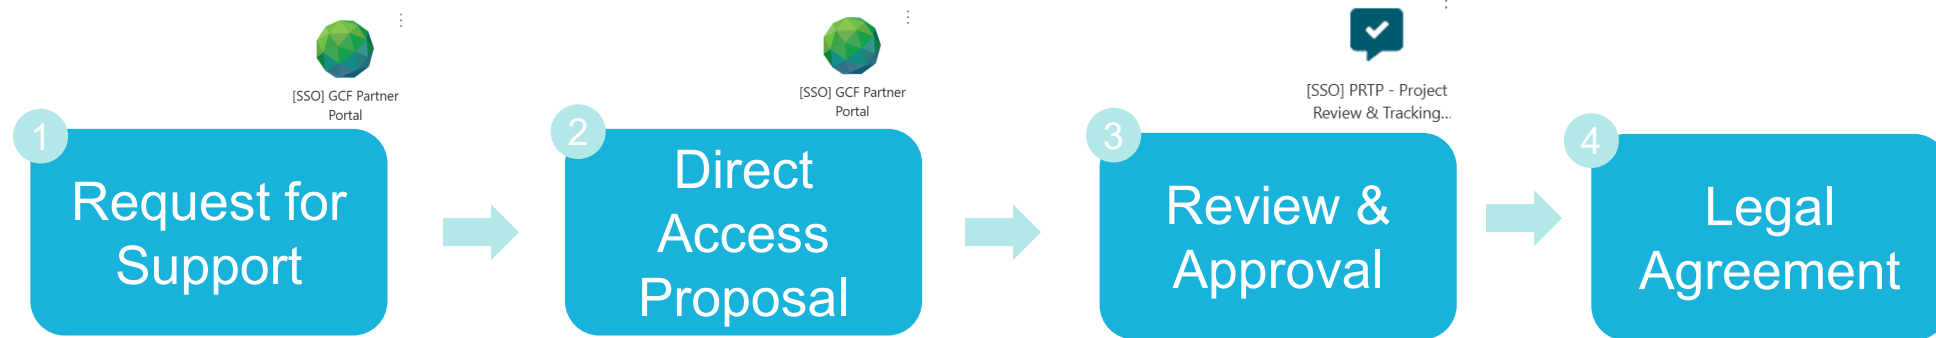 [SSO] GCF Partner
Portal
1
Request for
Support
[SSO] GCF Partner
Portal
2
Direct
Access
Proposal
[SSO] PRTP - Project
Review & Tracking...
3
Review &
Approval
4
Legal
Agreement